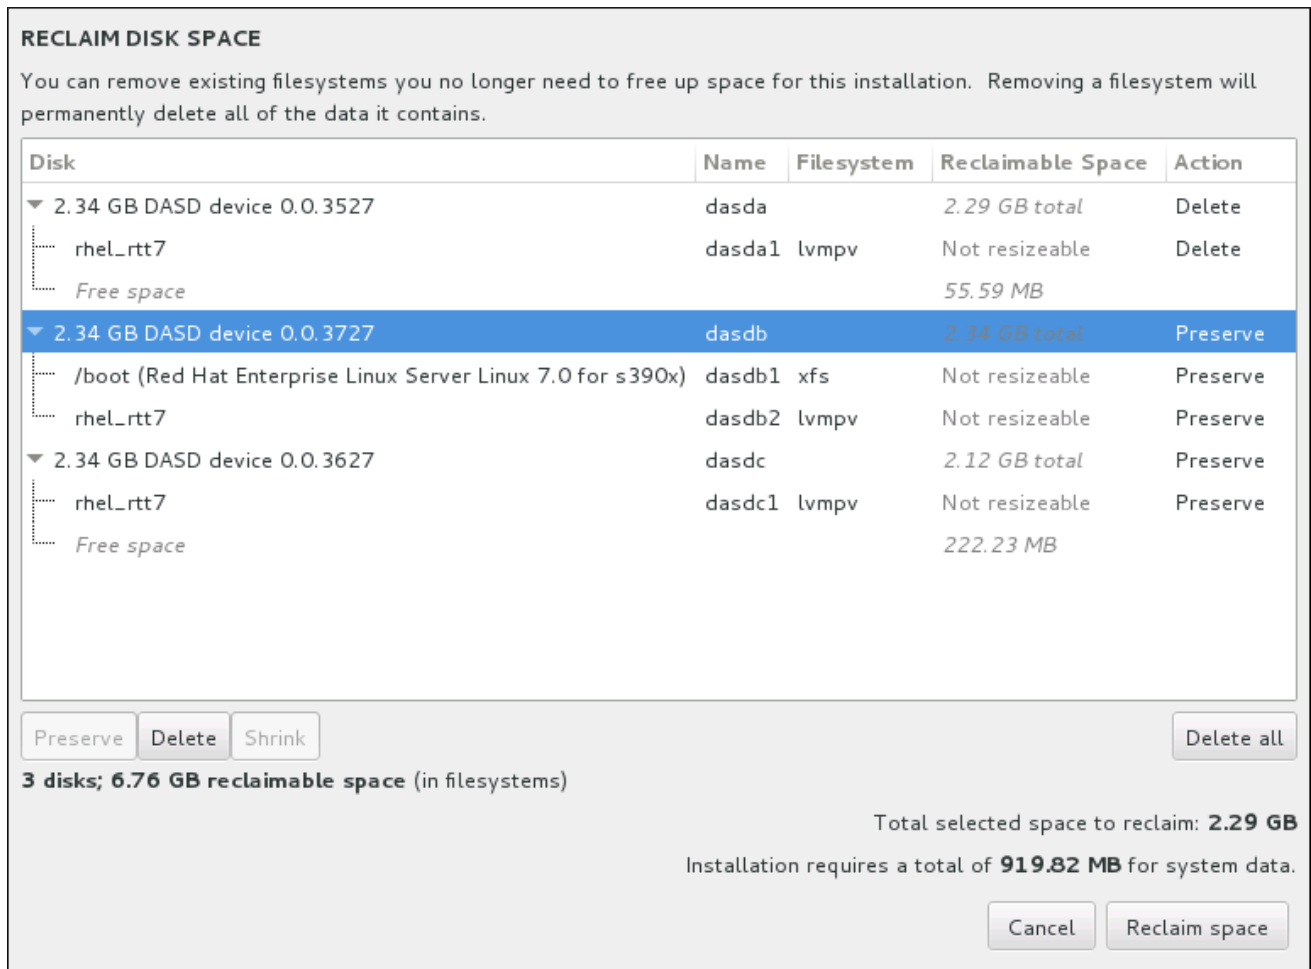 RECLAIM DISK SPACE
You can remove existing filesystems you no longer need to free up space for this installation. Removing a filesystem will
permanently delete all of the data it contains.
Disk Name Filesystem Reclaimable Space Action
2.34 GB DASD device 0.0.3527 dasda 2.29 GB total Delete
rhel_rtt7 dasda1 lvmpv Not resizeable Delete
Free space 55.59 MB
2.34 GB DASD device 0.0.3727 dasdb 2.34 GB total Preserve
/boot (Red Hat Enterprise Linux Server Linux 7.0 for s390x) dasdb1 xfs Not resizeable Preserve
rhel_rtt7 dasdb2 lvmpv Not resizeable Preserve
2.34 GB DASD device 0.0.3627 dasdc 2.12 GB total Preserve
rhel_rtt7 dasdc1 lvmpv Not resizeable Preserve
Free space 222.23 MB
Preserve Delete Shrink Delete all
3 disks; 6.76 GB reclaimable space (in filesystems)
Total selected space to reclaim: 2.29 GB
Installation requires a total of 919.82 MB for system data.
Cancel Reclaim space